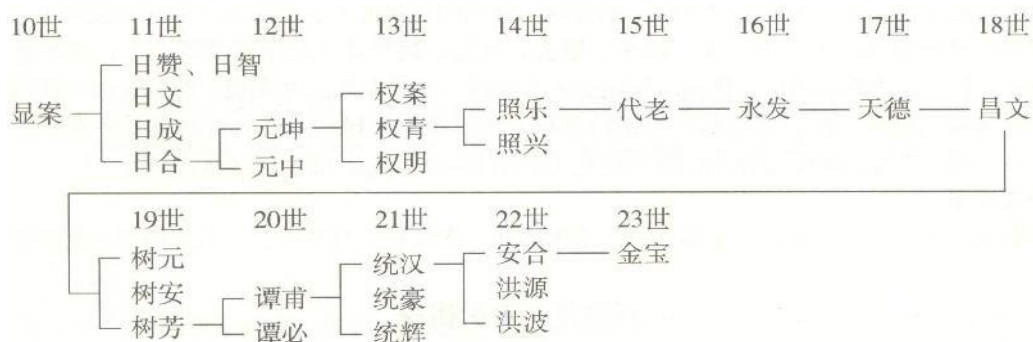 10世 11世 12世 13世 14世 15世 16世 17世 18世
日赞、日智
日文 权案 照乐 代老 永发 天德 昌文
显案 日成 元坤 权青 照兴
日合 元中 权明
19世 20世 21世 22世 23世
树元 统汉 安合 金宝
树安 谭甫 统豪 洪源
树芳 谭必 统辉 洪波